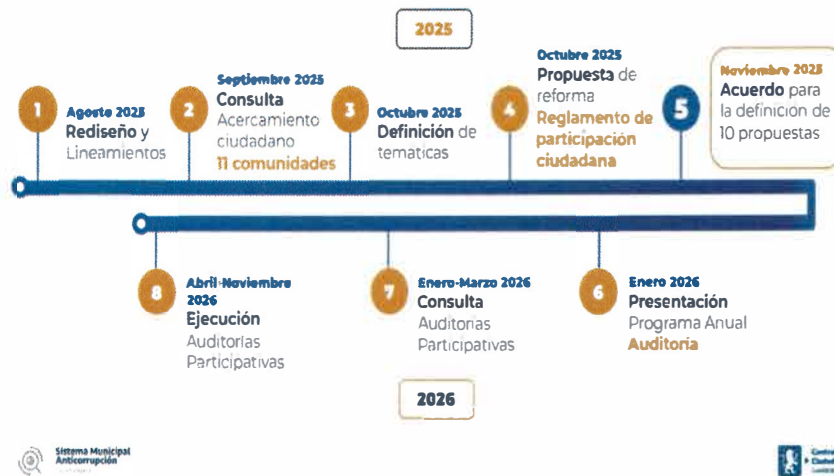 2025
1
Agosto 2025
Rediseño y
Lineamientos
2
Septiembre 2025
Consulta
Acercamiento
ciudadano
11 comunidades
3
Octubre 2025
Definición de
tematicas
4
Octubre 2025
Propuesta de
reforma
Reglamento de
participación
ciudadana
5
Noviembre 2025
Acuerdo para
la definición de
10 propuestas
6
Enero 2026
Presentación
Programa Anual
Auditoría
7
Enero-Marzo 2026
Consulta
Auditorías
Participativas
8
Abril-Noviembre
2026
Ejecución
Auditorías
Participativas
2026
Sistema Municipal
Anticorrupción